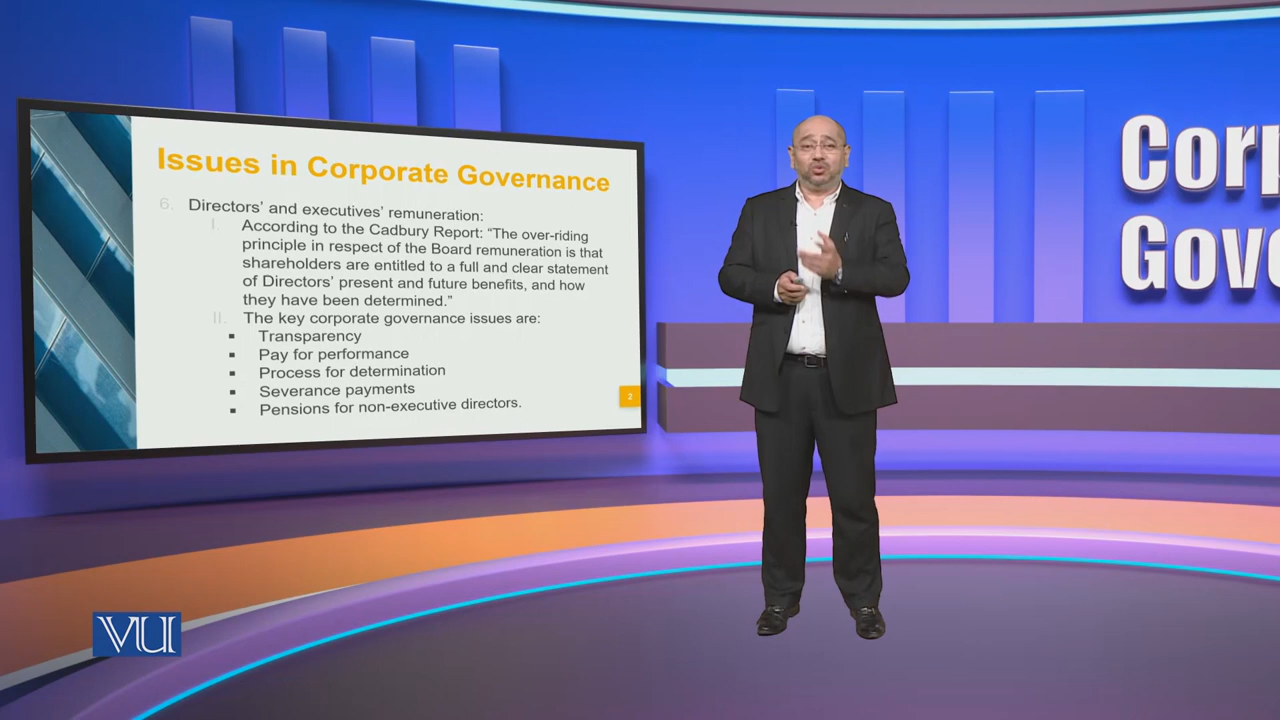 Issues in Corporate Governance
6. Directors' and executives' remuneration:
I. According to the Cadbury Report: “The over-riding
principle in respect of the Board remuneration is that
shareholders are entitled to a full and clear statement
of Directors' present and future benefits, and how
they have been determined.”
II. The key corporate governance issues are:
▪ Transparency
▪ Pay for performance
▪ Process for determination
▪ Severance payments
▪ Pensions for non-executive directors.
2
Corp
Gove
VU